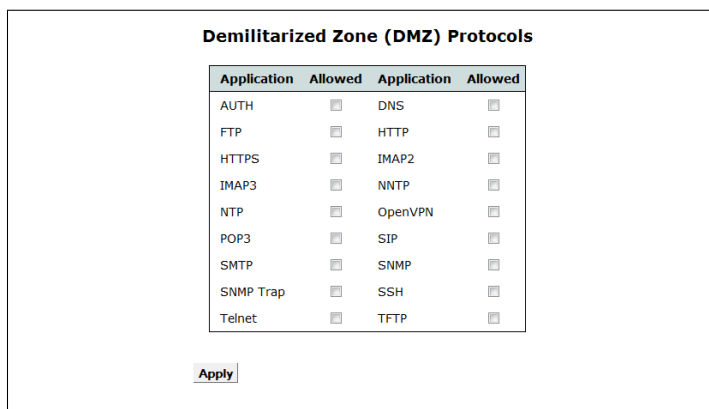 Demilitarized Zone (DMZ) Protocols
Application Allowed Application Allowed
AUTH DNS
FTP HTTP
HTTPS IMAP2
IMAP3 NNTP
NTP OpenVPN
POP3 SIP
SMTP SNMP
SNMP Trap SSH
Telnet TFTP
Apply